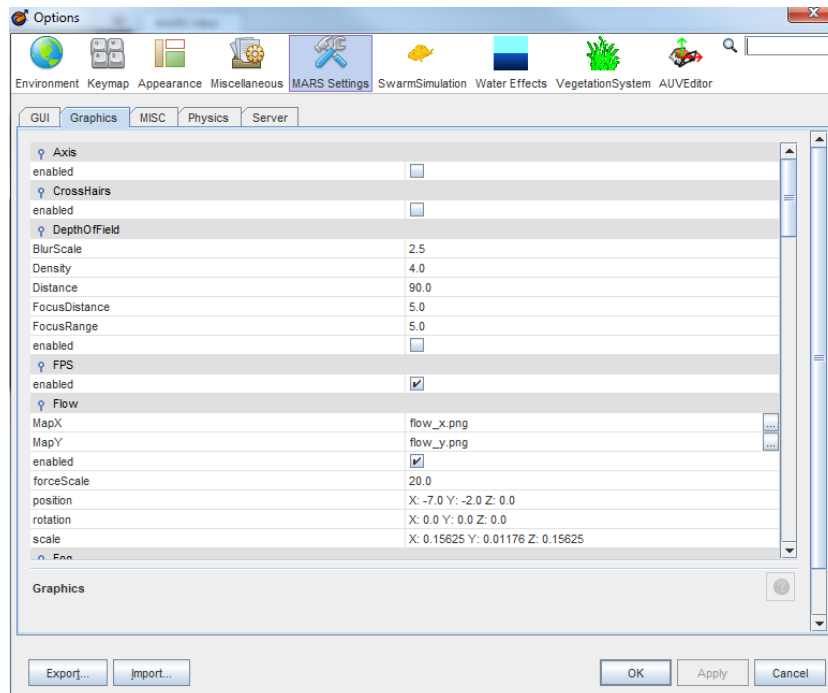 Options
Environment Keymap Appearance Miscellaneous MARS Settings SwarmSimulation Water Effects VegetationSystem AUVEditor
GUI Graphics MISC Physics Server
Axis
enabled
CrossHairs
enabled
DepthOfField
BlurScale 2.5
Density 4.0
Distance 90.0
FocusDistance 5.0
FocusRange 5.0
enabled
FPS
enabled
Flow
MapX flow_x.png ...
MapY flow_y.png ...
enabled
forceScale 20.0
position X: -7.0 Y: -2.0 Z: 0.0
rotation X: 0.0 Y: 0.0 Z: 0.0
scale X: 0.15625 Y: 0.01176 Z: 0.15625
Fog
Graphics
Export... Import... OK Apply Cancel